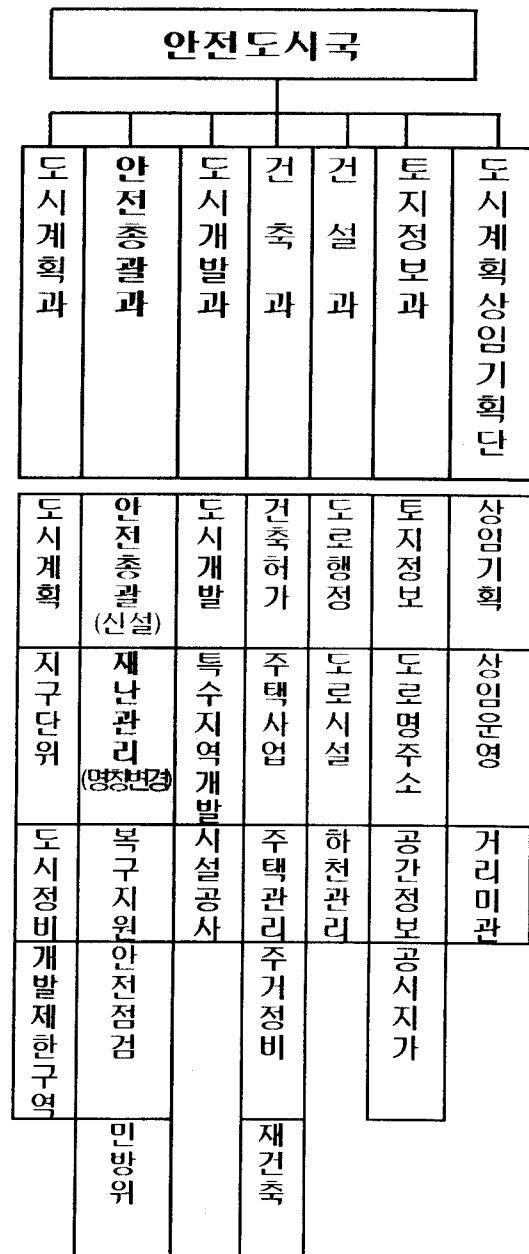 안전도시국
도시계획과
안전총괄과
도시개발과
건축과
건설과
토지정보과
도시계획상임기획단
도시계획
안전총괄
(신설)
도시개발
건축허가
도로행정
토지정보
상임기획
지구단위
재난관리
(명칭변경)
특수지역개발
주택사업
도로시설
도로명주소
상임운영
도시정비
복구지원
시설공사
주택관리
하천관리
공간정보
거리미관
개발제한구역
안전점검
주거정비
공시지가
민방위
재건축